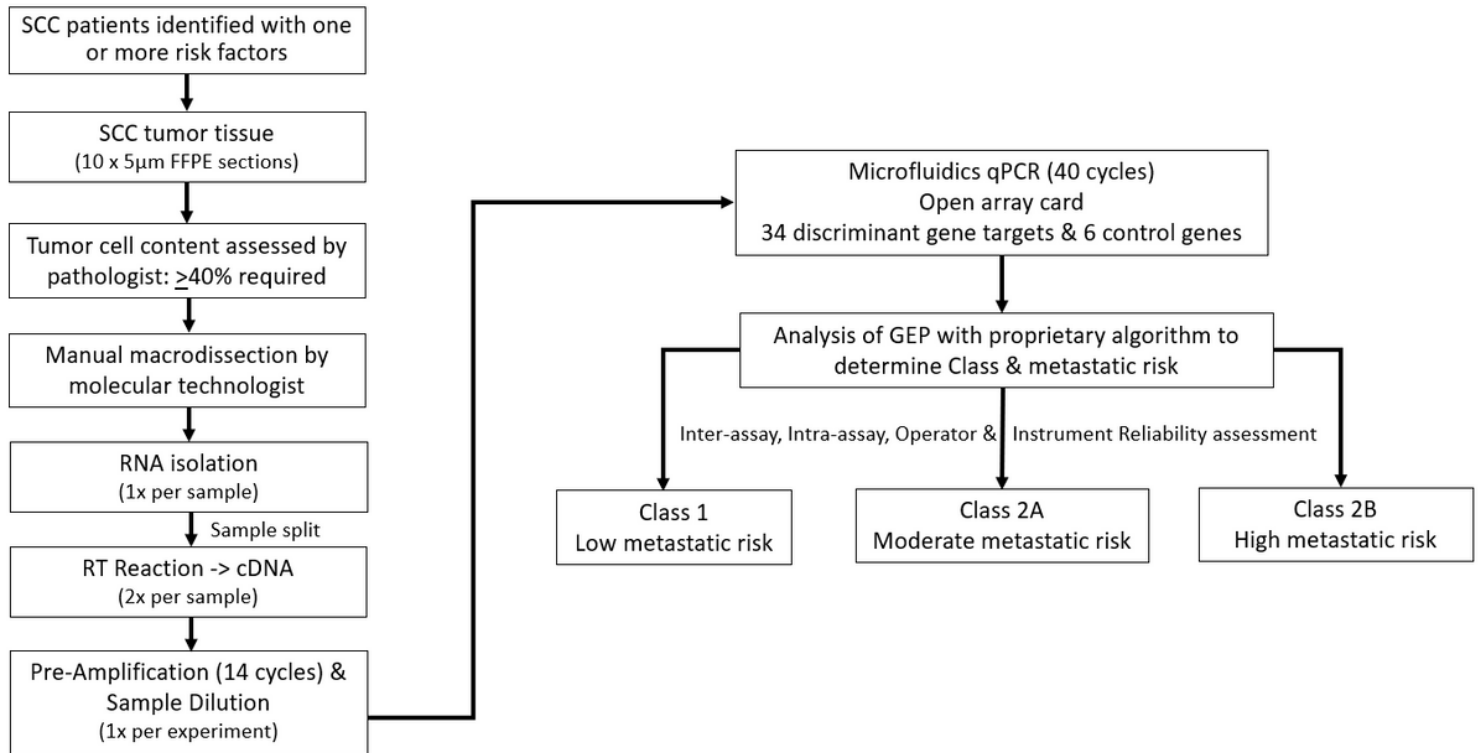 SCC patients identified with one
or more risk factors
SCC tumor tissue
(10 x 5µm FFPE sections)
Tumor cell content assessed by
pathologist: ≥40% required
Manual macrodissection by
molecular technologist
RNA isolation
(1x per sample)
Sample split
RT Reaction -> cDNA
(2x per sample)
Pre-Amplification (14 cycles) &
Sample Dilution
(1x per experiment)
Microfluidics qPCR (40 cycles)
Open array card
34 discriminant gene targets & 6 control genes
Analysis of GEP with proprietary algorithm to
determine Class & metastatic risk
Inter-assay, Intra-assay, Operator & Instrument Reliability assessment
Class 1
Low metastatic risk
Class 2A
Moderate metastatic risk
Class 2B
High metastatic risk